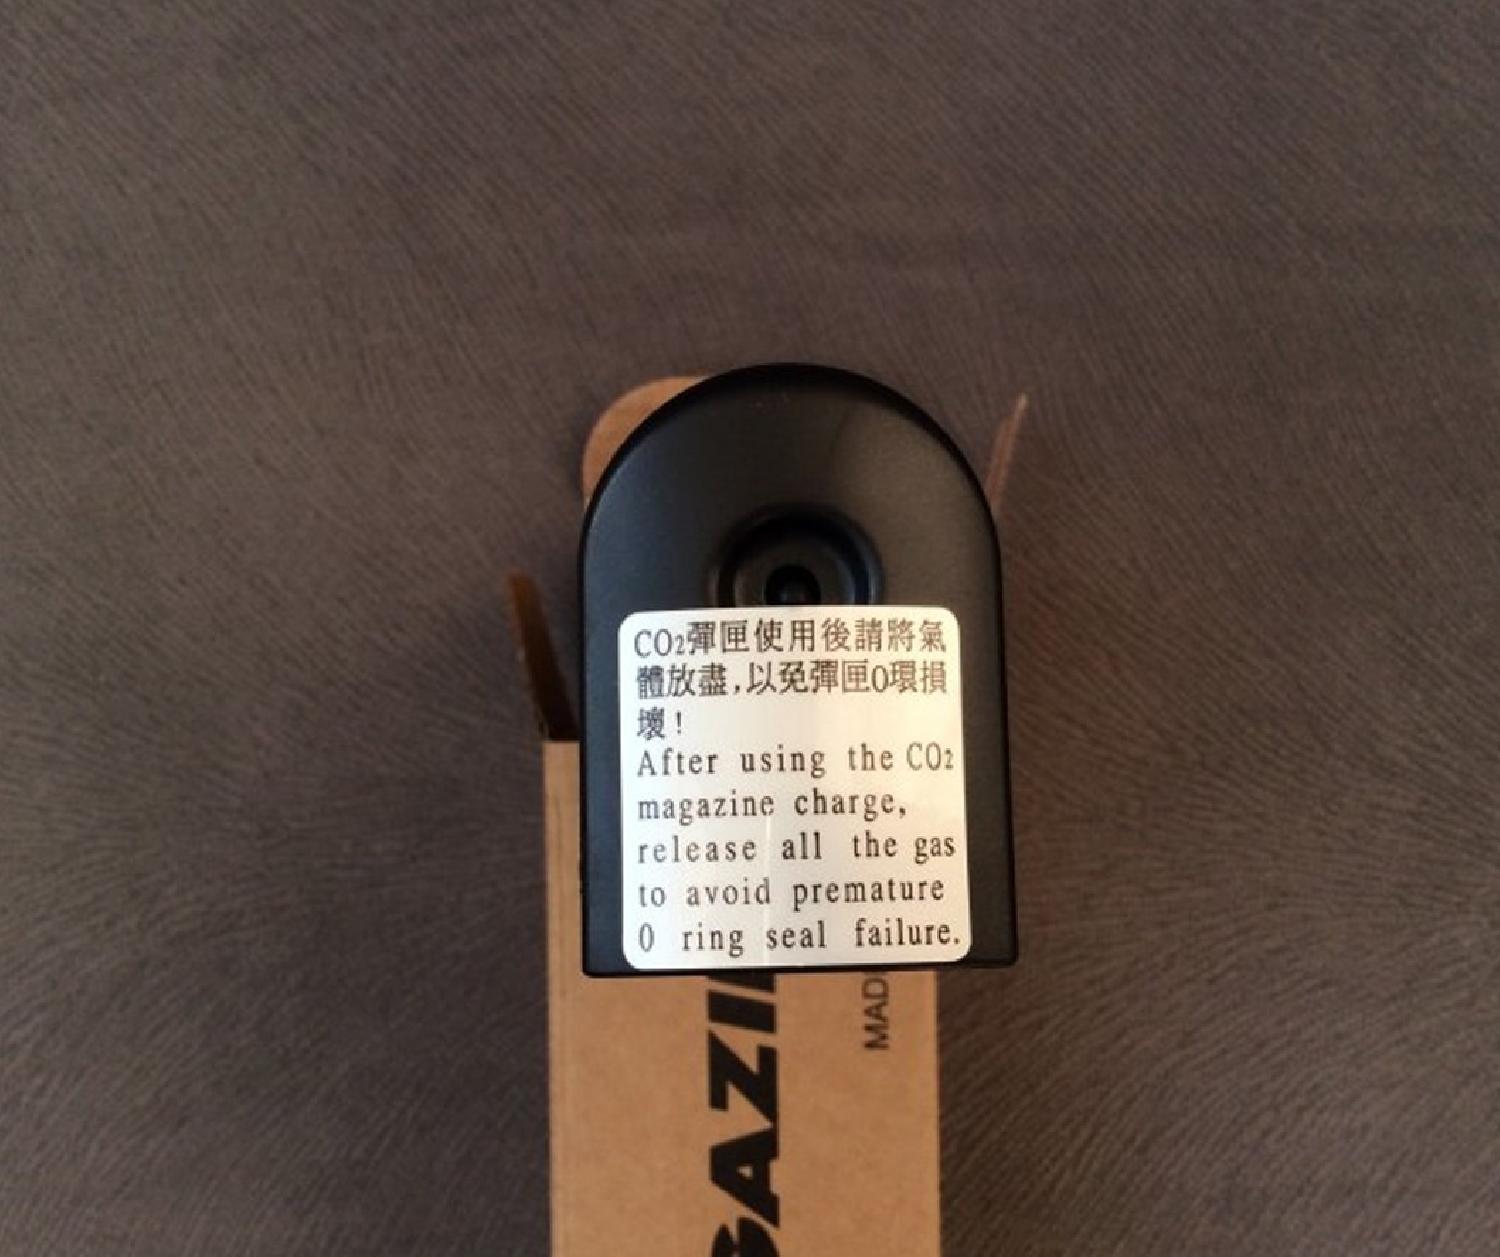 CO₂彈匣使用後請將氣
體放盡,以免彈匣O環損
壞!
After using the CO₂
magazine charge,
release all the gas
to avoid premature
O ring seal failure.